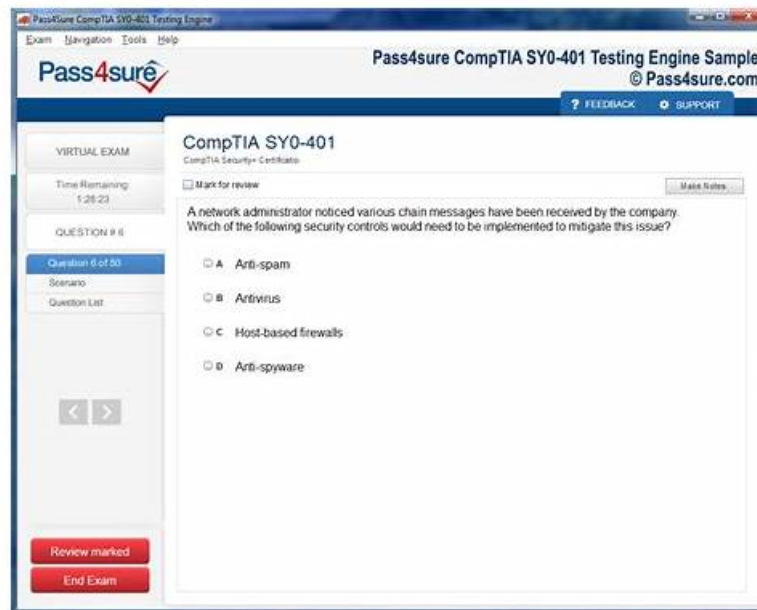 Pass4Sure CompTIA SY0-401 Testing Engine
Exam Navigation Tools Help
Pass4sure
Pass4sure CompTIA SY0-401 Testing Engine Sample
© Pass4sure.com
? FEEDBACK SUPPORT
VIRTUAL EXAM
Time Remaining
1:26:23
QUESTION # 6
Question 6 of 50
Scenario
Question List
Review marked
End Exam
CompTIA SY0-401
CompTIA Security+ Certificatio
Mark for review
Make Notes
A network administrator noticed various chain messages have been received by the company.
Which of the following security controls would need to be implemented to mitigate this issue?
A Anti-spam
B Antivirus
C Host-based firewalls
D Anti-spyware